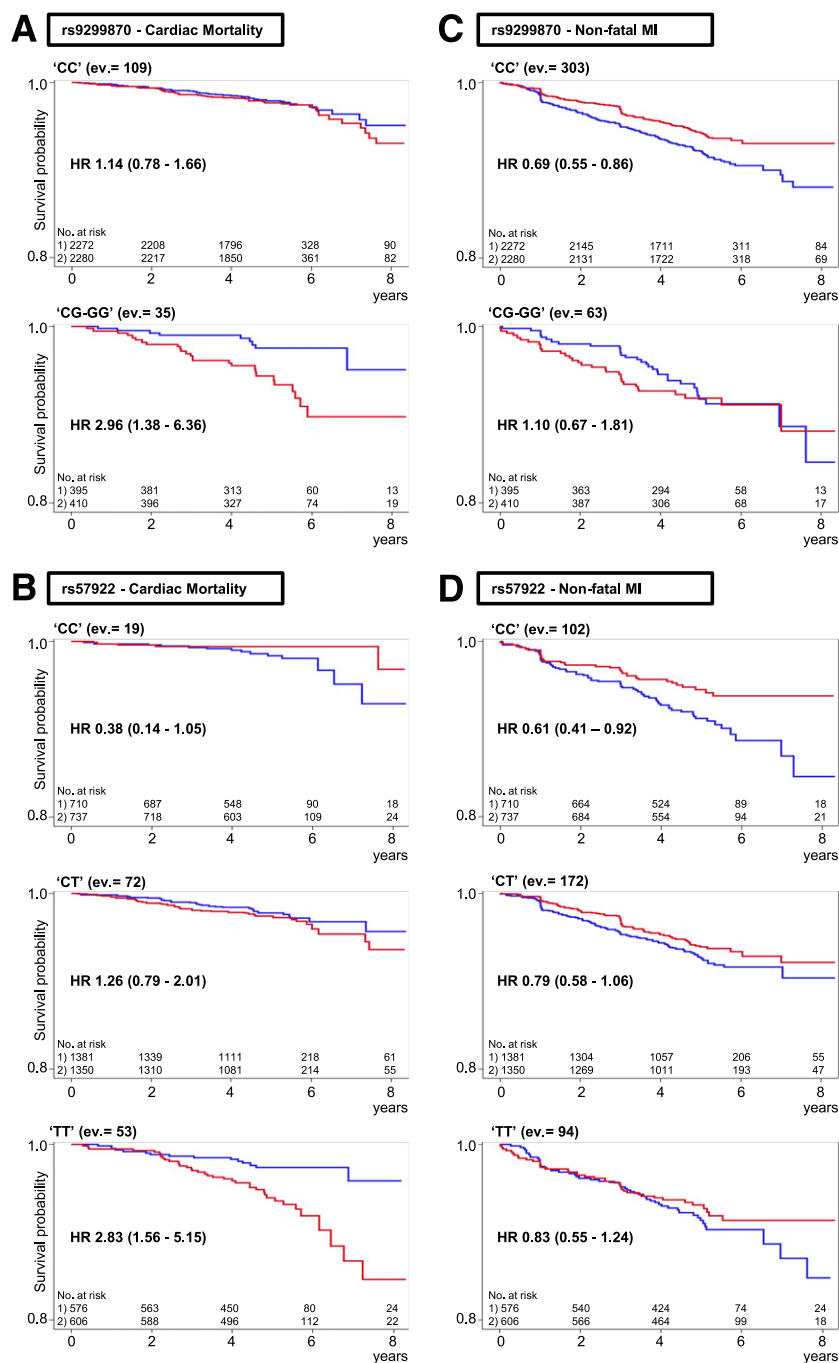 A
rs9299870 - Cardiac Mortality
‘CC’ (ev.= 109)
1.0
Survival probability
HR 1.14 (0.78 - 1.66)
No. at risk
1) 2272 2208 1796 328 90
2) 2280 2217 1850 361 82
0.8
0 2 4 6 8
years
‘CG-GG’ (ev.= 35)
1.0
Survival probability
HR 2.96 (1.38 - 6.36)
No. at risk
1) 395 381 313 60 13
2) 410 396 327 74 19
0.8
0 2 4 6 8
years
B
rs57922 - Cardiac Mortality
‘CC’ (ev.= 19)
1.0
Survival probability
HR 0.38 (0.14 - 1.05)
No. at risk
1) 710 687 548 90 18
2) 737 718 603 109 24
0.8
0 2 4 6 8
years
‘CT’ (ev.= 72)
1.0
Survival probability
HR 1.26 (0.79 - 2.01)
No. at risk
1) 1381 1339 1111 218 61
2) 1350 1310 1081 214 55
0.8
0 2 4 6 8
years
‘TT’ (ev.= 53)
1.0
Survival probability
HR 2.83 (1.56 - 5.15)
No. at risk
1) 576 563 450 80 24
2) 606 588 496 112 22
0.8
0 2 4 6 8
years
C
rs9299870 - Non-fatal MI
‘CC’ (ev.= 303)
1.0
HR 0.69 (0.55 - 0.86)
No. at risk
1) 2272 2145 1711 311 84
2) 2280 2131 1722 318 69
0.8
0 2 4 6 8
years
‘CG-GG’ (ev.= 63)
1.0
HR 1.10 (0.67 - 1.81)
No. at risk
1) 395 363 294 58 13
2) 410 387 306 68 17
0.8
0 2 4 6 8
years
D
rs57922 - Non-fatal MI
‘CC’ (ev.= 102)
1.0
HR 0.61 (0.41 – 0.92)
No. at risk
1) 710 664 524 89 18
2) 737 684 554 94 21
0.8
0 2 4 6 8
years
‘CT’ (ev.= 172)
1.0
HR 0.79 (0.58 - 1.06)
No. at risk
1) 1381 1304 1057 206 55
2) 1350 1269 1011 193 47
0.8
0 2 4 6 8
years
‘TT’ (ev.= 94)
1.0
HR 0.83 (0.55 - 1.24)
No. at risk
1) 576 540 424 74 24
2) 606 566 464 99 18
0.8
0 2 4 6 8
years